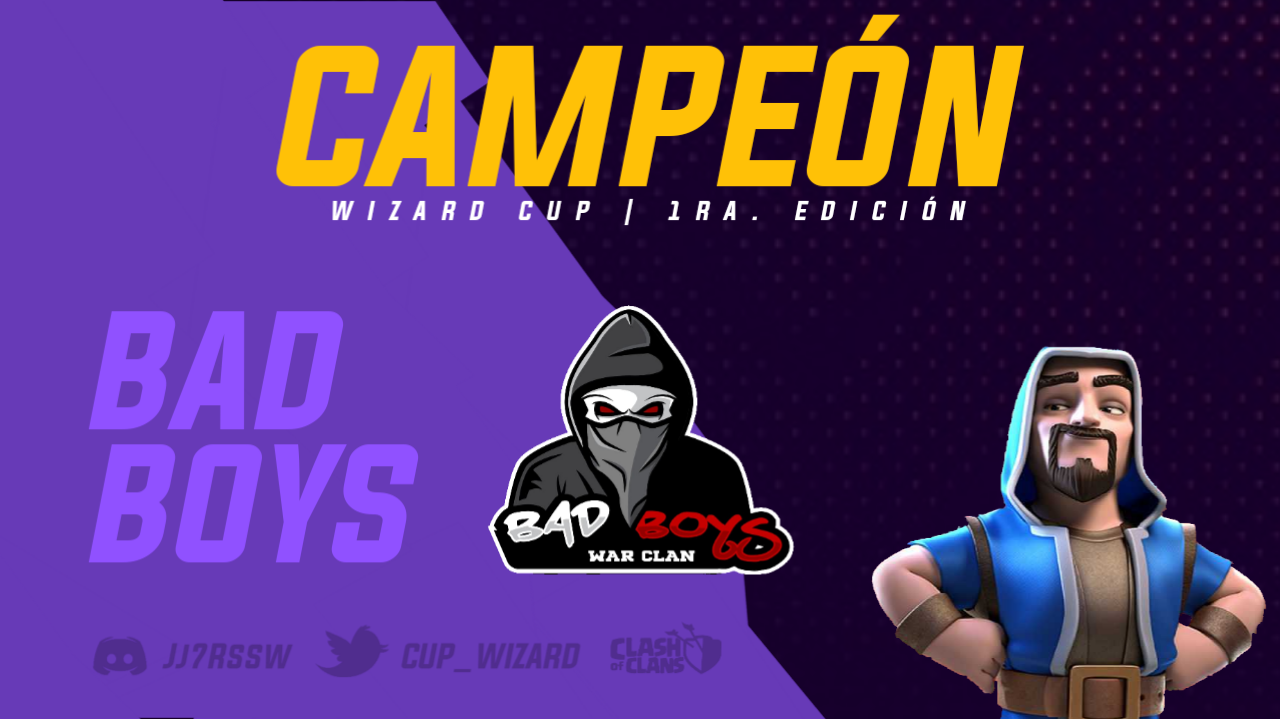 CAMPEÓN
WIZARD CUP | 1RA. EDICIÓN
BAD
BOYS
BAD BOYS
WAR CLAN
JJ7RSSW
CUP_WIZARD
CLASH
OF CLANS